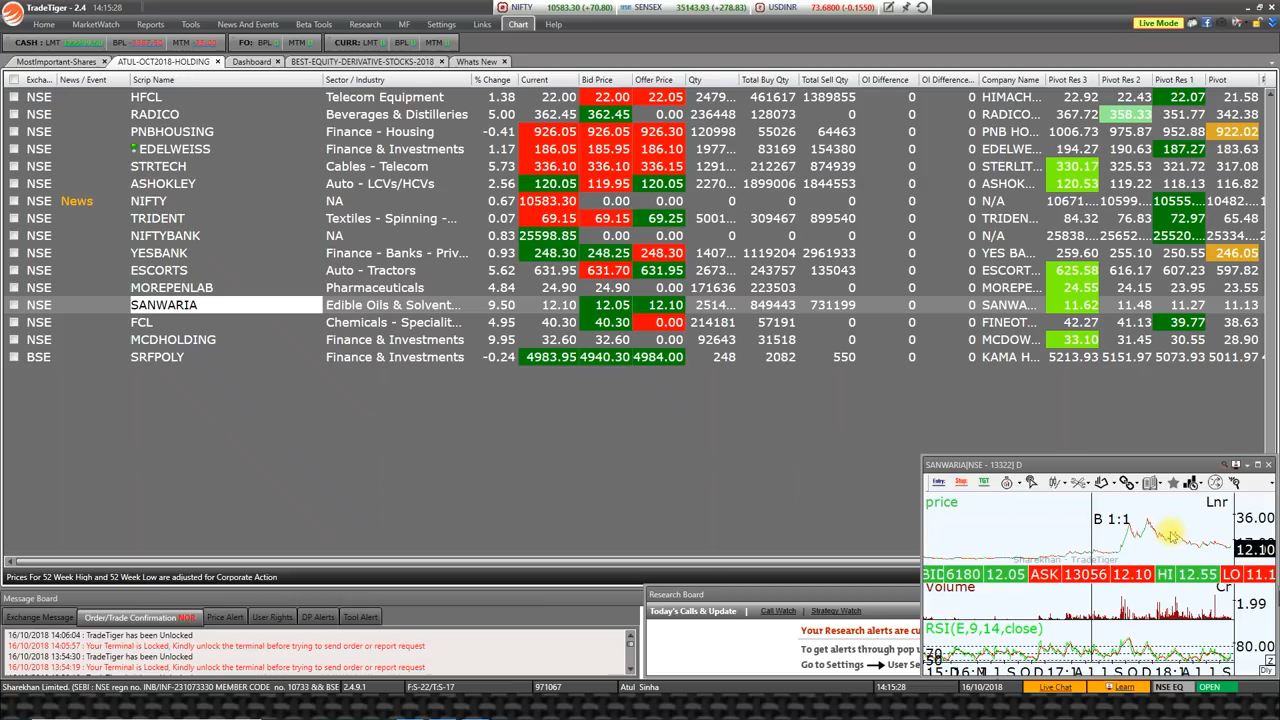 TradeTiger - 2.4 14:15:28 NIFTY 10583.30 (+70.80) SENSEX 35143.93 (+278.83) USDINR 73.6800 (-0.1550)
Home MarketWatch Reports Tools News And Events Beta Tools Research MF Settings Links Chart Help Live Mode
CASH : LMT BPL MTM FO: BPL MTM CURR: BPL MTM
MostImportant-Shares ATUL-OCT2018-HOLDING Dashboard BEST-EQUITY-DERIVATIVE-STOCKS-2018 Whats New
Excha... News / Event Scrip Name Sector / Industry % Change Current Bid Price Offer Price Qty Total Buy Qty Total Sell Qty OI Difference OI Difference... Company Name Pivot Res 3 Pivot Res 2 Pivot Res 1 Pivot
NSE HFCL Telecom Equipment 1.38 22.00 22.00 22.05 2479... 461617 1389855 0 0 HIMACH... 22.92 22.43 22.07 21.58
NSE RADICO Beverages & Distilleries 5.00 362.45 362.45 0.00 236448 128073 0 0 0 RADICO... 367.72 358.33 351.77 342.38
NSE PNBHOUSING Finance - Housing -0.41 926.05 926.05 926.30 120998 55026 64463 0 0 PNB HO... 1006.73 975.87 952.88 922.02
NSE EDELWEISS Finance & Investments 1.17 186.05 185.95 186.10 3929... 167832 154380 0 0 EDELWE... 194.27 190.63 187.27 183.63
NSE STRTECH Cables - Telecom 5.73 336.10 336.10 336.15 1291... 212267 874939 0 0 STERLIT... 330.17 325.53 321.72 317.08
NSE ASHOKLEY Auto - LCVs/HCVs 2.56 120.05 119.95 120.05 2270... 1899006 1844553 0 0 ASHOK... 120.53 119.22 118.13 116.82
NSE News NIFTY NA 0.67 10583.30 0.00 0.00 0 0 0 0 0 N/A 10671.... 10599.... 10555.... 10482...
NSE TRIDENT Textiles - Spinning -... 0.07 69.15 69.15 69.25 5001... 309467 899540 0 0 TRIDEN... 84.32 76.83 72.97 65.48
NSE NIFTYBANK NA 0.83 25598.85 0.00 0.00 0 0 0 0 0 N/A 25838.... 25652.... 25520.... 25334...
NSE YESBANK Finance - Banks - Priv... 0.93 248.30 248.25 248.30 1407... 1119204 2961933 0 0 YES BA... 259.60 255.10 250.55 246.05
NSE ESCORTS Auto - Tractors 5.62 631.95 631.70 631.95 2673... 243757 135043 0 0 ESCORT... 625.58 616.17 607.23 597.82
NSE MOREPENLAB Pharmaceuticals 4.84 24.90 24.90 0.00 171636 223503 0 0 0 MOREPE... 24.55 24.15 23.95 23.55
NSE SANWARIA Edible Oils & Solvent... 9.50 12.10 12.05 12.10 2514... 849443 731199 0 0 SANWA... 11.62 11.48 11.27 11.13
NSE FCL Chemicals - Specialit... 4.95 40.30 40.30 0.00 214181 57191 0 0 0 FINEOT... 42.27 41.13 39.77 38.63
NSE MCDHOLDING Finance & Investments 9.95 32.60 32.60 0.00 92643 31518 0 0 0 MCDOW... 33.10 31.45 30.55 28.90
BSE SRFPOLY Finance & Investments -0.24 4983.95 4940.30 4984.00 248 2082 550 0 0 KAMA H... 5213.93 5151.97 5073.93 5011.97
SANWARIA[NSE - 13322] D
Entry: Stop: TGT
price Lnr
B 1:1 36.00
12.10
Sharekhan - TradeTiger
BID 6180 12.05 ASK 13056 12.10 HI 12.55 LO 11.1
Volume Cr
1.99
RSI(E,9,14,close)
80.00
Prices For 52 Week High and 52 Week Low are adjusted for Corporate Action
Message Board
Exchange Message Order/Trade Confirmation NOR Price Alert User Rights DP Alerts Tool Alert
16/10/2018 14:06:04 : TradeTiger has been Unlocked
16/10/2018 14:05:57 : Your Terminal is Locked, Kindly unlock the terminal before trying to send order or report request
16/10/2018 13:54:30 : TradeTiger has been Unlocked
16/10/2018 13:54:19 : Your Terminal is Locked, Kindly unlock the terminal before trying to send order or report request
Research Board
Today's Calls & Update Call Watch Strategy Watch
Your Research alerts are cu
To get alerts through pop u
Go to Settings User Se
Sharekhan Limited. (SEBI : NSE regn no. INB/INF-231073330 MEMBER CODE no. 10733 && BSE 2.4.9.1 F:S-22/T:S-17 971067 Atul Sinha 14:15:28 16/10/2018 Live Chat Learn NSE EQ OPEN